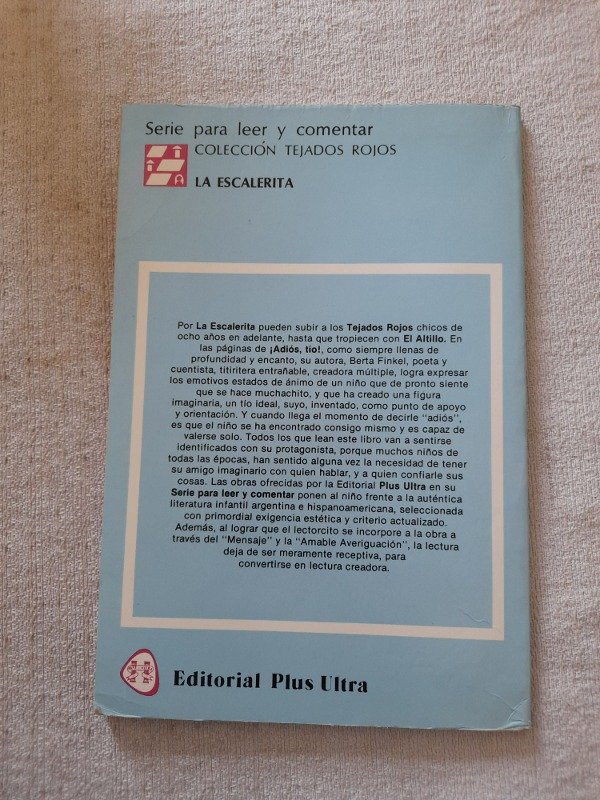 Serie para leer y comentar
COLECCIÓN TEJADOS ROJOS
LA ESCALERITA
Por La Escalerita pueden subir a los Tejados Rojos chicos de
ocho años en adelante, hasta que tropiecen con El Altillo. En
las páginas de ¡Adiós, tío!, como siempre llenas de
profundidad y encanto, su autora, Berta Finkel, poeta y
cuentista, titiritera entrañable, creadora múltiple, logra expresar
los emotivos estados de ánimo de un niño que de pronto siente
que se hace muchachito, y que ha creado una figura
imaginaria, un tío ideal, suyo, inventado, como punto de apoyo
y orientación. Y cuando llega el momento de decirle "adiós",
es que el niño se ha encontrado consigo mismo y es capaz de
valerse solo. Todos los que lean este libro van a sentirse
identificados con su protagonista, porque muchos niños de
todas las épocas, han sentido alguna vez la necesidad de tener
su amigo imaginario con quien hablar, y a quien confiarle sus
cosas. Las obras ofrecidas por la Editorial Plus Ultra en su
Serie para leer y comentar ponen al niño frente a la auténtica
literatura infantil argentina e hispanoamericana, seleccionada
con primordial exigencia estética y criterio actualizado.
Además, al lograr que el lectorcito se incorpore a la obra a
través del "Mensaje" y la "Amable Averiguación", la lectura
deja de ser meramente receptiva, para
convertirse en lectura creadora.
Editorial Plus Ultra